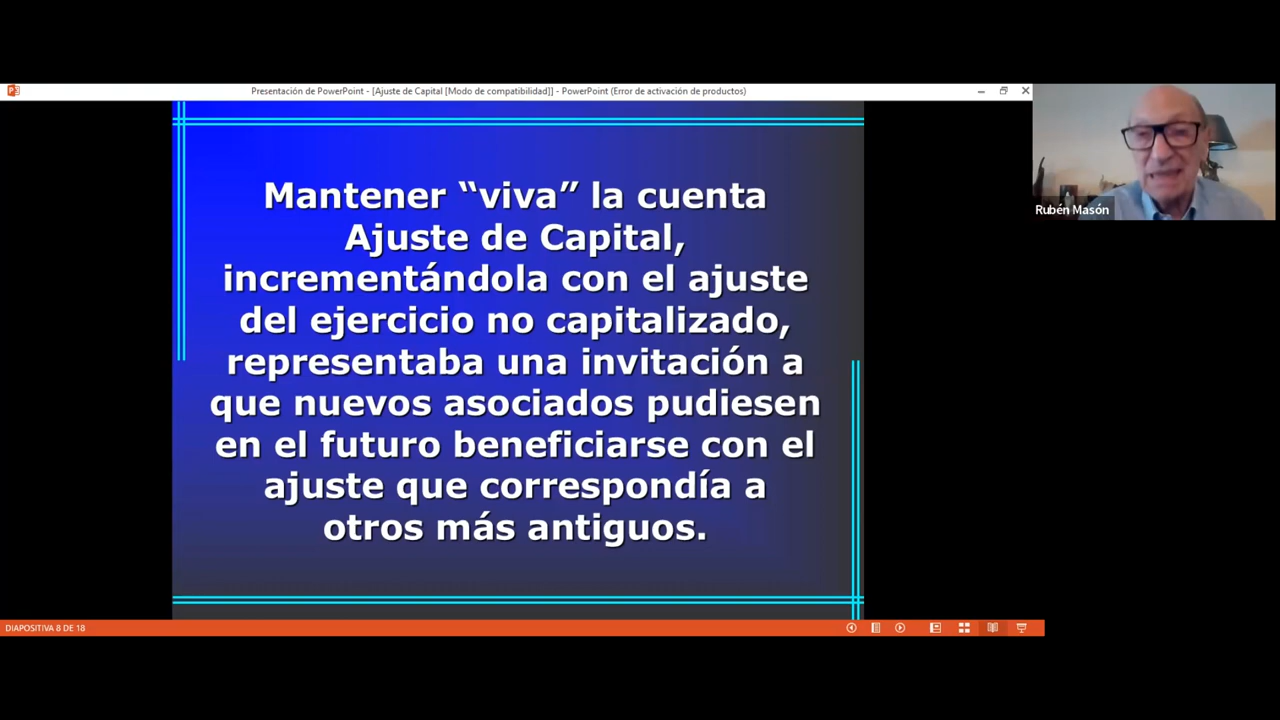 Presentación de PowerPoint - [Ajuste de Capital [Modo de compatibilidad]] - PowerPoint (Error de activación de productos)
Mantener “viva” la cuenta
Ajuste de Capital,
incrementándola con el ajuste
del ejercicio no capitalizado,
representaba una invitación a
que nuevos asociados pudiesen
en el futuro beneficiarse con el
ajuste que correspondía a
otros más antiguos.
Rubén Masón
DIAPOSITIVA 8 DE 18